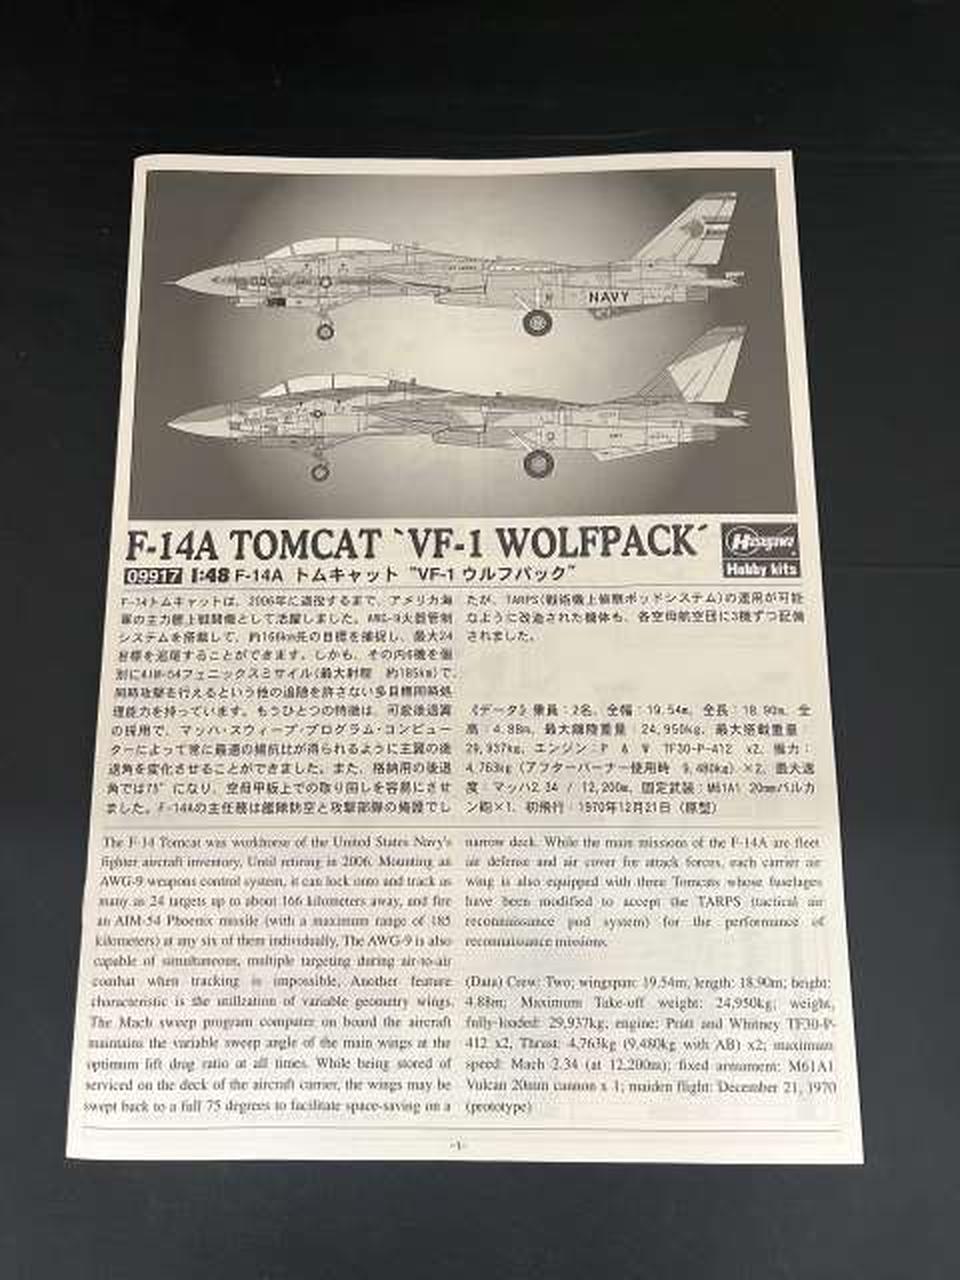 NAVY
F-14A TOMCAT `VF-1 WOLFPACK´
Hasegawa
Hobby kits
09917 1:48 F-14A トムキャット "VF-1 ウルフパック"
F-14トムキャットは、2006年に退役するまで、アメリカ海
軍の主力艦上戦闘機として活躍しました。AWG-9火器管制
システムを搭載して、約166km先の目標を捕捉し、最大24
目標を追尾することができます。しかも、その内6機を個
別にAIM-54フェニックスミサイル(最大射程 約185km)で、
同時攻撃を行えるという他の追随を許さない多目標同時処
理能力を持っています。もうひとつの特徴は、可変後退翼
の採用で、マッハ・スウィープ・プログラム・コンピュー
ターによって常に最適の揚抗比が得られるように主翼の後
退角を変化させることができました。また、格納用の後退
角では75°になり、空母甲板上での取り回しを容易にさせ
ました。F-14Aの主任務は艦隊防空と攻撃部隊の掩護でし
たが、TARPS(戦術機上偵察ポッドシステム)の運用が可能
なように改造された機体も、各空母航空団に3機ずつ配備
されました。
《データ》乗員：2名、全幅：19.54m、全長：18.90m、全
高：4.88m、最大離陸重量：24,950kg、最大搭載重量：
29,937kg、エンジン：P & W TF30-P-412 x2、推力：
4,763kg（アフターバーナー使用時 9,480kg）×2、最大速
度：マッハ2.34 / 12,200m、固定武装：M61A1 20mmバルカ
ン砲×1、初飛行：1970年12月21日（原型）
The F-14 Tomcat was workhorse of the United States Navy's
fighter aircraft inventory, Until retiring in 2006. Mounting an
AWG-9 weapons control system, it can lock onto and track as
many as 24 targets up to about 166 kilometers away, and fire
an AIM-54 Phoenix missile (with a maximum range of 185
kilometers) at any six of them individually, The AWG-9 is also
capable of simultaneous, multiple targeting during air-to-air
combat when tracking is impossible, Another feature
characteristic is the utilization of variable geometry wings.
The Mach sweep program computer on board the aircraft
maintains the variable sweep angle of the main wings at the
optimum lift drag ratio at all times. While being stored of
serviced on the deck of the aircraft carrier, the wings may be
swept back to a full 75 degrees to facilitate space-saving on a
narrow deck. While the main missions of the F-14A are fleet
air defense and air cover for attack forces, each carrier air
wing is also equipped with three Tomcats whose fuselages
have been modified to accept the TARPS (tactical air
reconnaissance pod system) for the performance of
reconnaissance missions.
(Data) Crew: Two; wingspan: 19.54m, length: 18.90m; height:
4.88m; Maximum Take-off weight: 24,950kg; weight,
fully-loaded: 29,937kg; engine: Pratt and Whitney TF30-P-
412 x2, Thrust: 4,763kg (9,480kg with AB) x2; maximum
speed: Mach 2.34 (at 12,200m); fixed armament: M61A1
Vulcan 20mm cannon x 1; maiden flight: December 21, 1970
(prototype)
-1-